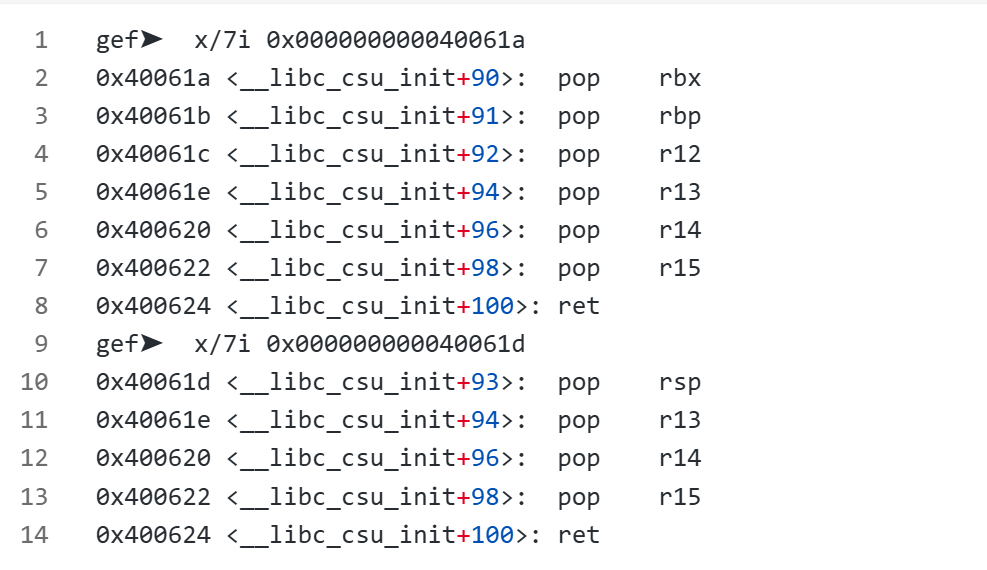 1 gef➤ x/7i 0x000000000040061a
2 0x40061a <__libc_csu_init+90>: pop rbx
3 0x40061b <__libc_csu_init+91>: pop rbp
4 0x40061c <__libc_csu_init+92>: pop r12
5 0x40061e <__libc_csu_init+94>: pop r13
6 0x400620 <__libc_csu_init+96>: pop r14
7 0x400622 <__libc_csu_init+98>: pop r15
8 0x400624 <__libc_csu_init+100>: ret
9 gef➤ x/7i 0x000000000040061d
10 0x40061d <__libc_csu_init+93>: pop rsp
11 0x40061e <__libc_csu_init+94>: pop r13
12 0x400620 <__libc_csu_init+96>: pop r14
13 0x400622 <__libc_csu_init+98>: pop r15
14 0x400624 <__libc_csu_init+100>: ret